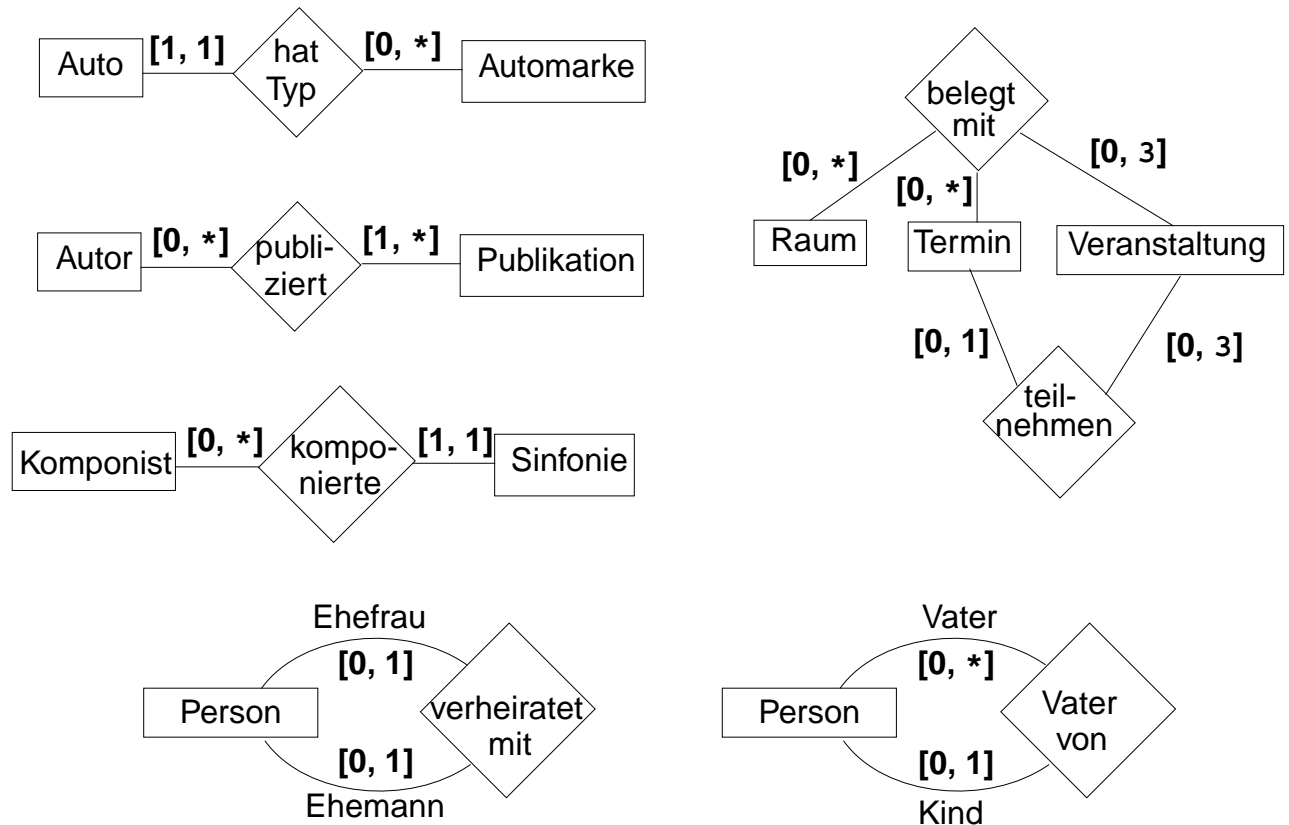 Auto
[1, 1]
hat
Typ
[0, *]
Automarke
Autor
[0, *]
publi-
ziert
[1, *]
Publikation
Komponist
[0, *]
kompo-
nierte
[1, 1]
Sinfonie
belegt
mit
[0, *]
[0, *]
[0, 3]
Raum
Termin
Veranstaltung
[0, 1]
[0, 3]
teil-
nehmen
Ehefrau
[0, 1]
Person
verheiratet
mit
[0, 1]
Ehemann
Vater
[0, *]
Person
Vater
von
[0, 1]
Kind